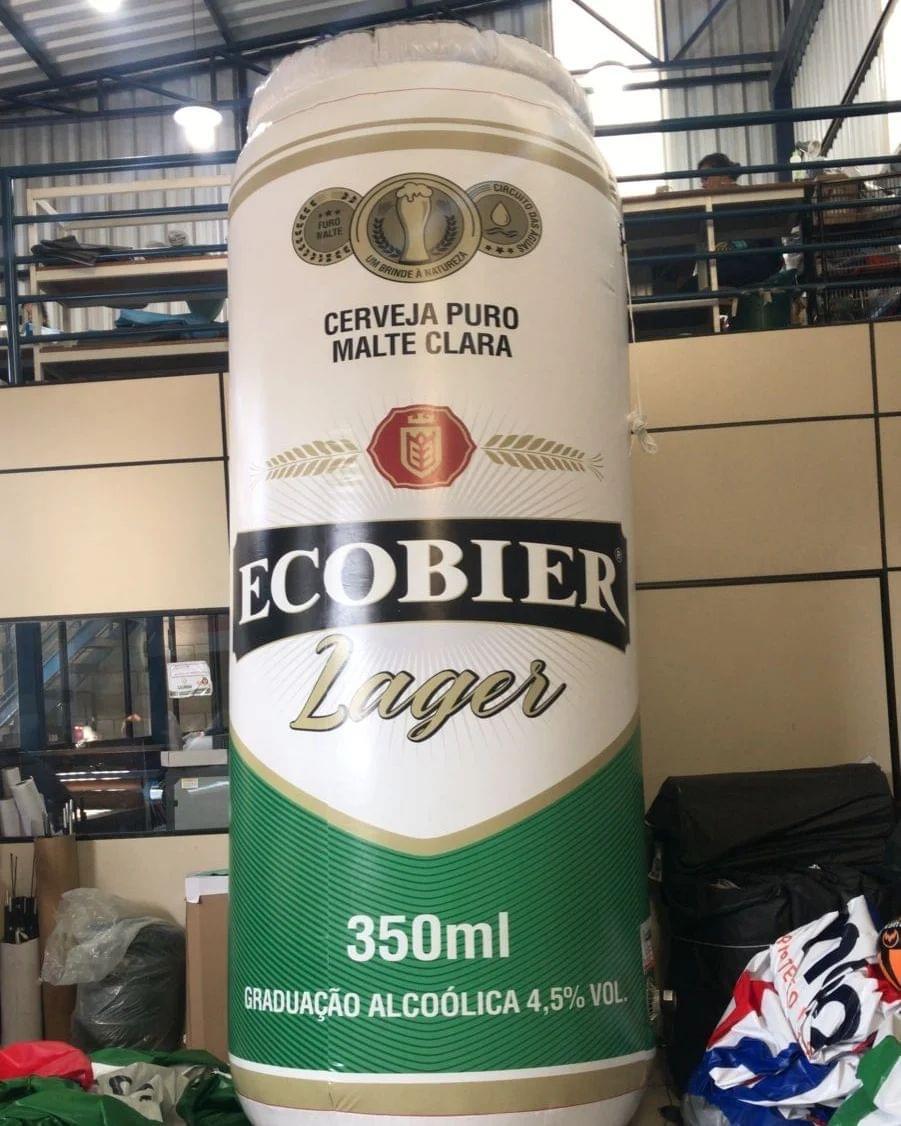 PURO
MALTE
UM BRINDE À NATUREZA
CIRCUITO DAS ÁGUAS
CERVEJA PURO
MALTE CLARA
ECOBIER®
Lager
350ml
GRADUAÇÃO ALCOÓLICA 4,5% VOL.